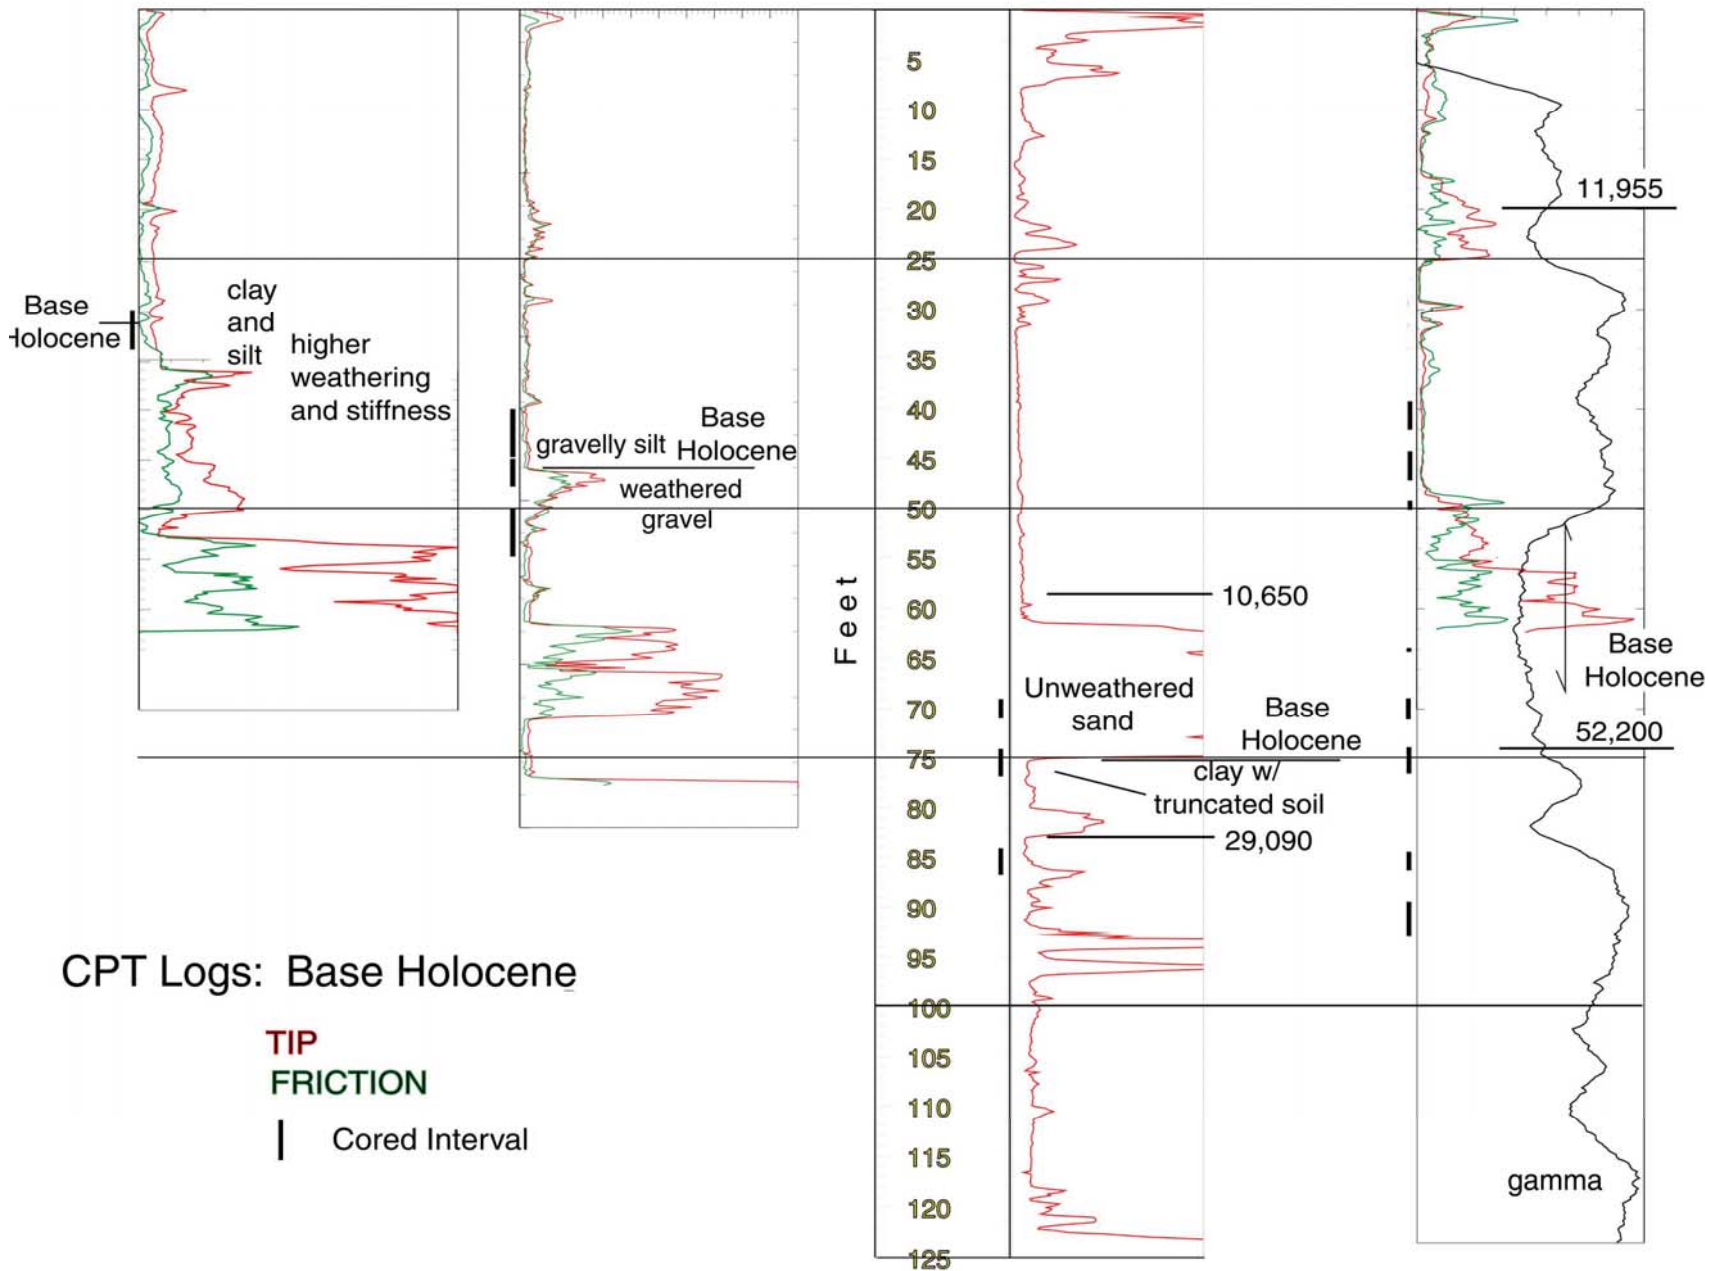 5
10
15
20
25
30
35
40
45
50
55
60
65
70
75
80
85
90
95
100
105
110
115
120
125
Feet
Base
Holocene
clay
and
silt
higher
weathering
and stiffness
gravelly silt
Base
Holocene
weathered
gravel
10,650
Unweathered
sand
Base
Holocene
clay w/
truncated soil
29,090
11,955
Base
Holocene
52,200
gamma
CPT Logs: Base Holocene
TIP
FRICTION
Cored Interval